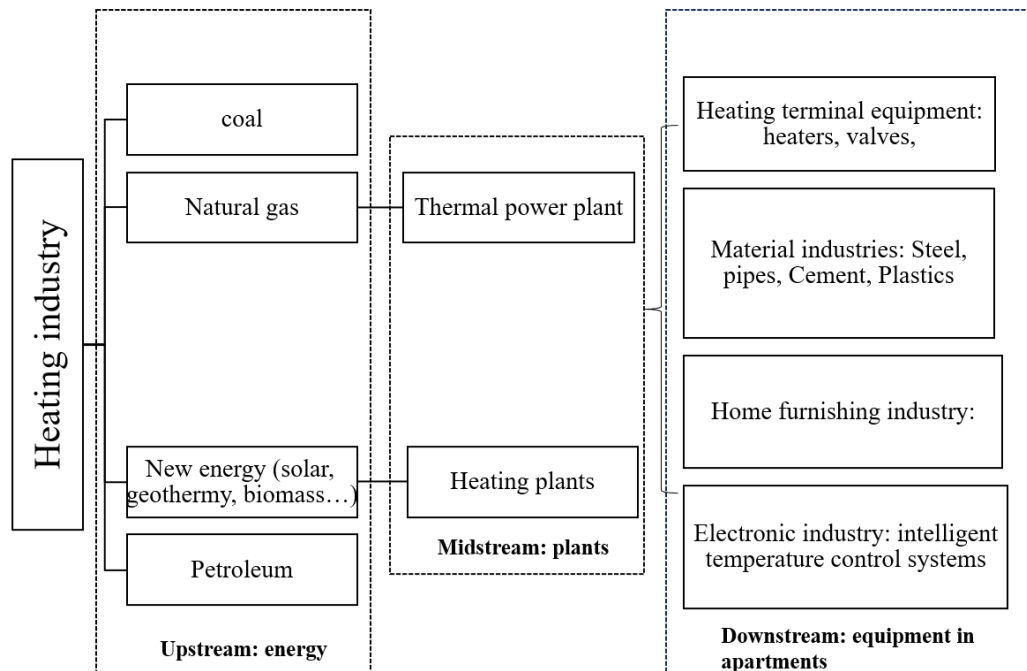 Heating industry
coal
Natural gas
New energy (solar,
geothermy, biomass…)
Petroleum
Upstream: energy
Thermal power plant
Heating plants
Midstream: plants
Heating terminal equipment:
heaters, valves,
Material industries: Steel,
pipes, Cement, Plastics
Home furnishing industry:
Electronic industry: intelligent
temperature control systems
Downstream: equipment in
apartments